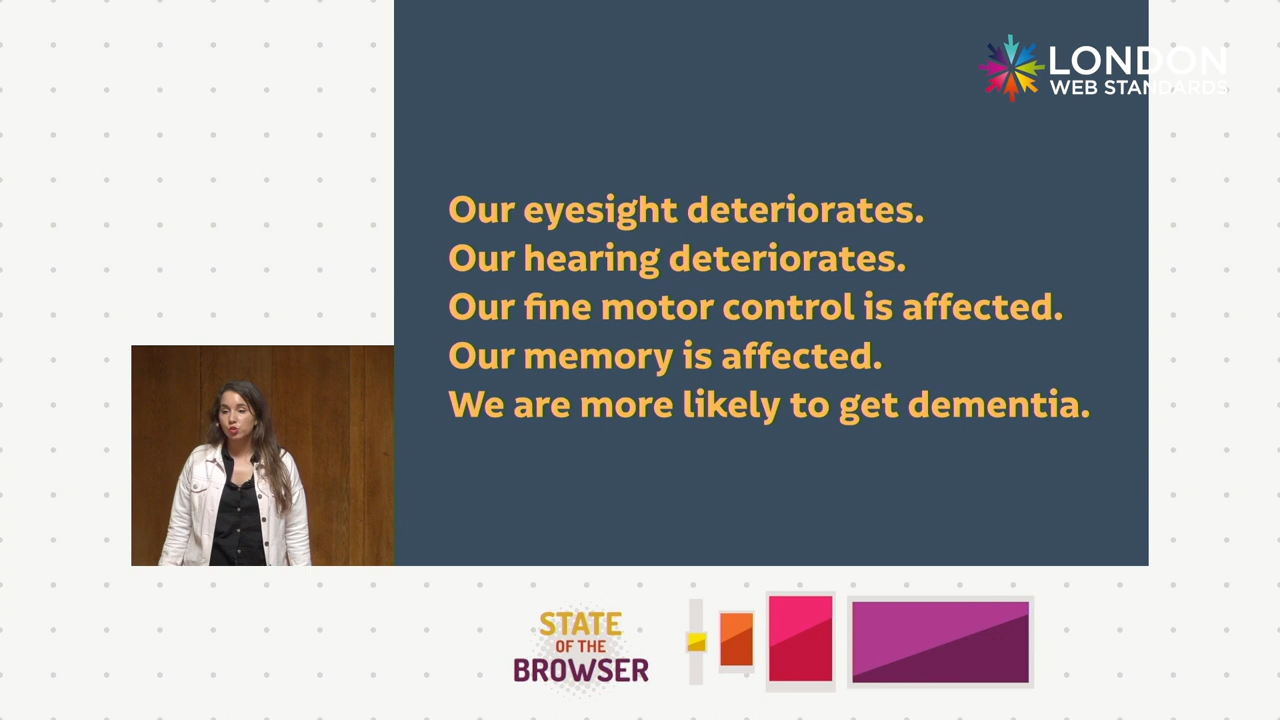 LONDON
WEB STANDARDS
Our eyesight deteriorates.
Our hearing deteriorates.
Our fine motor control is affected.
Our memory is affected.
We are more likely to get dementia.
STATE
OF THE
BROWSER